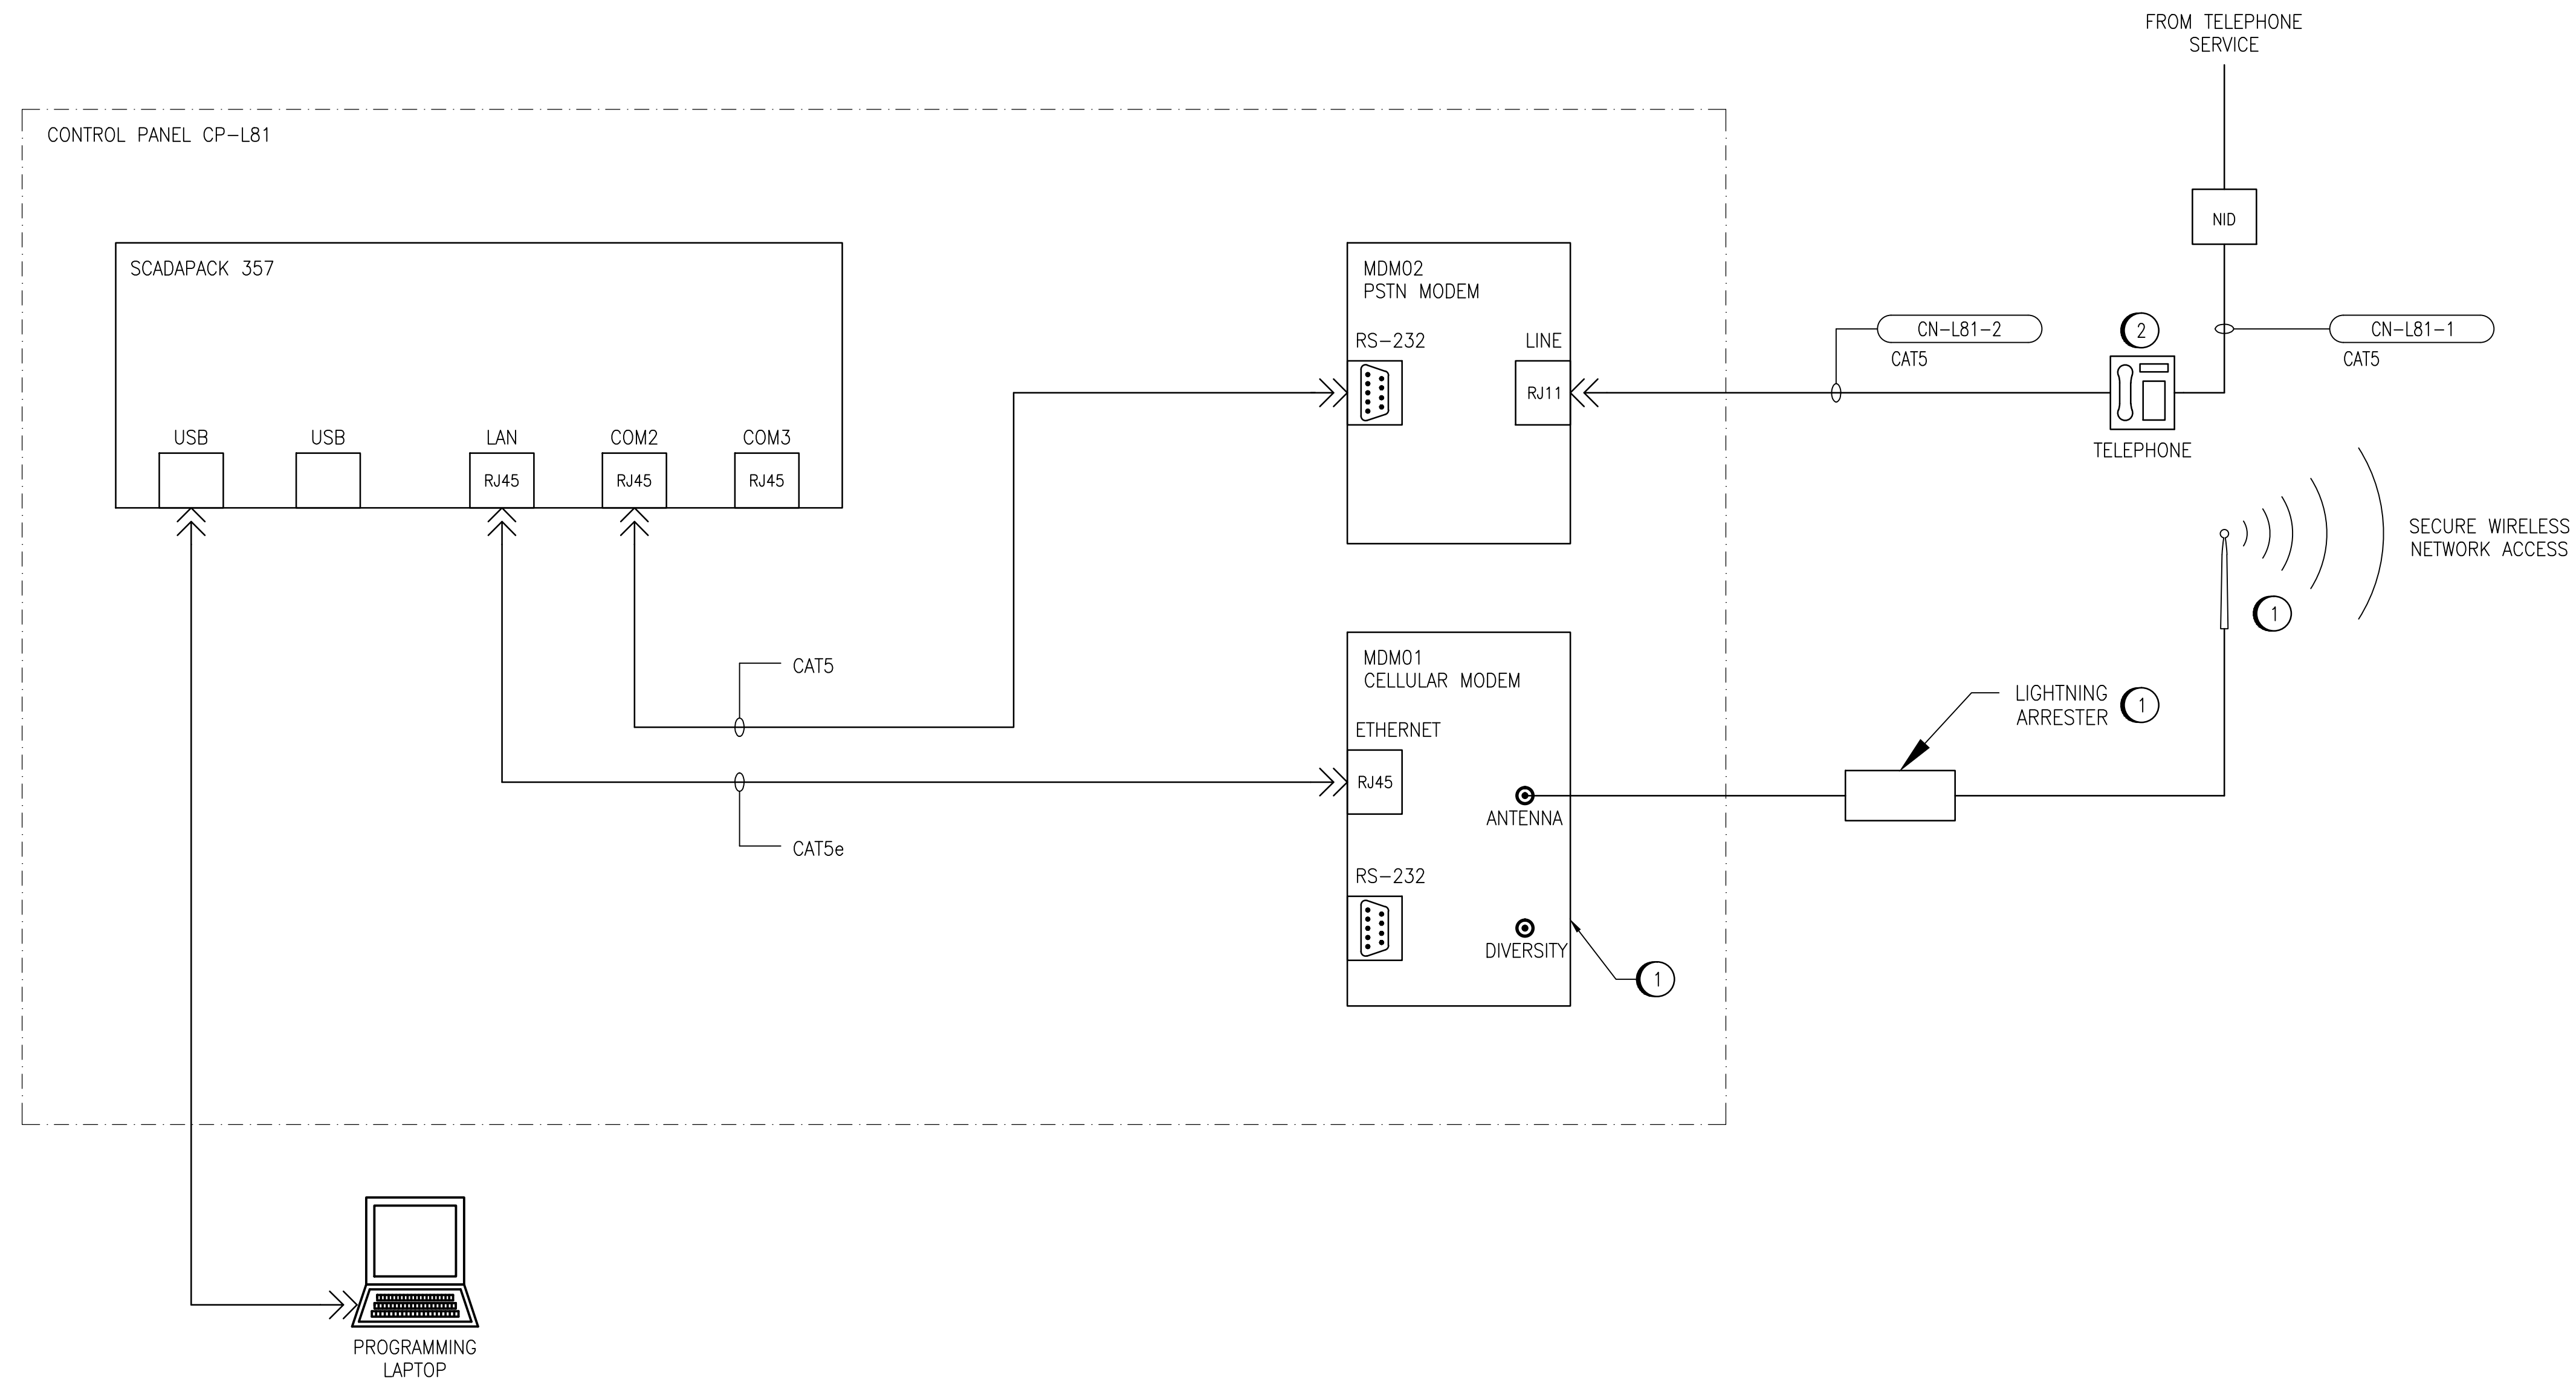 FROM TELEPHONE
SERVICE
CONTROL PANEL CP-L81
NID
SCADAPACK 357
USB
USB
LAN
RJ45
COM2
RJ45
COM3
RJ45
MDM02
PSTN MODEM
RS-232
LINE
RJ11
CN-L81-2
CAT5
2
TELEPHONE
CN-L81-1
CAT5
SECURE WIRELESS
NETWORK ACCESS
1
CAT5
CAT5e
MDM01
CELLULAR MODEM
ETHERNET
RJ45
ANTENNA
RS-232
DIVERSITY
1
LIGHTNING
ARRESTER
1
PROGRAMMING
LAPTOP